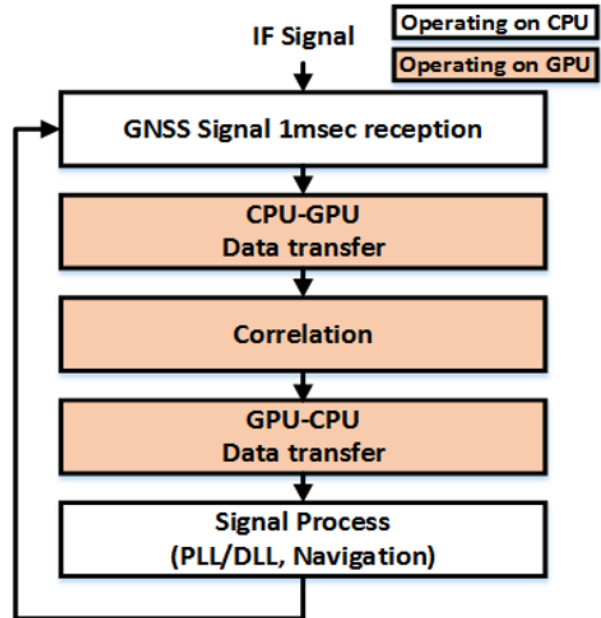 IF Signal
Operating on CPU
Operating on GPU
GNSS Signal 1msec reception
CPU-GPU
Data transfer
Correlation
GPU-CPU
Data transfer
Signal Process
(PLL/DLL, Navigation)